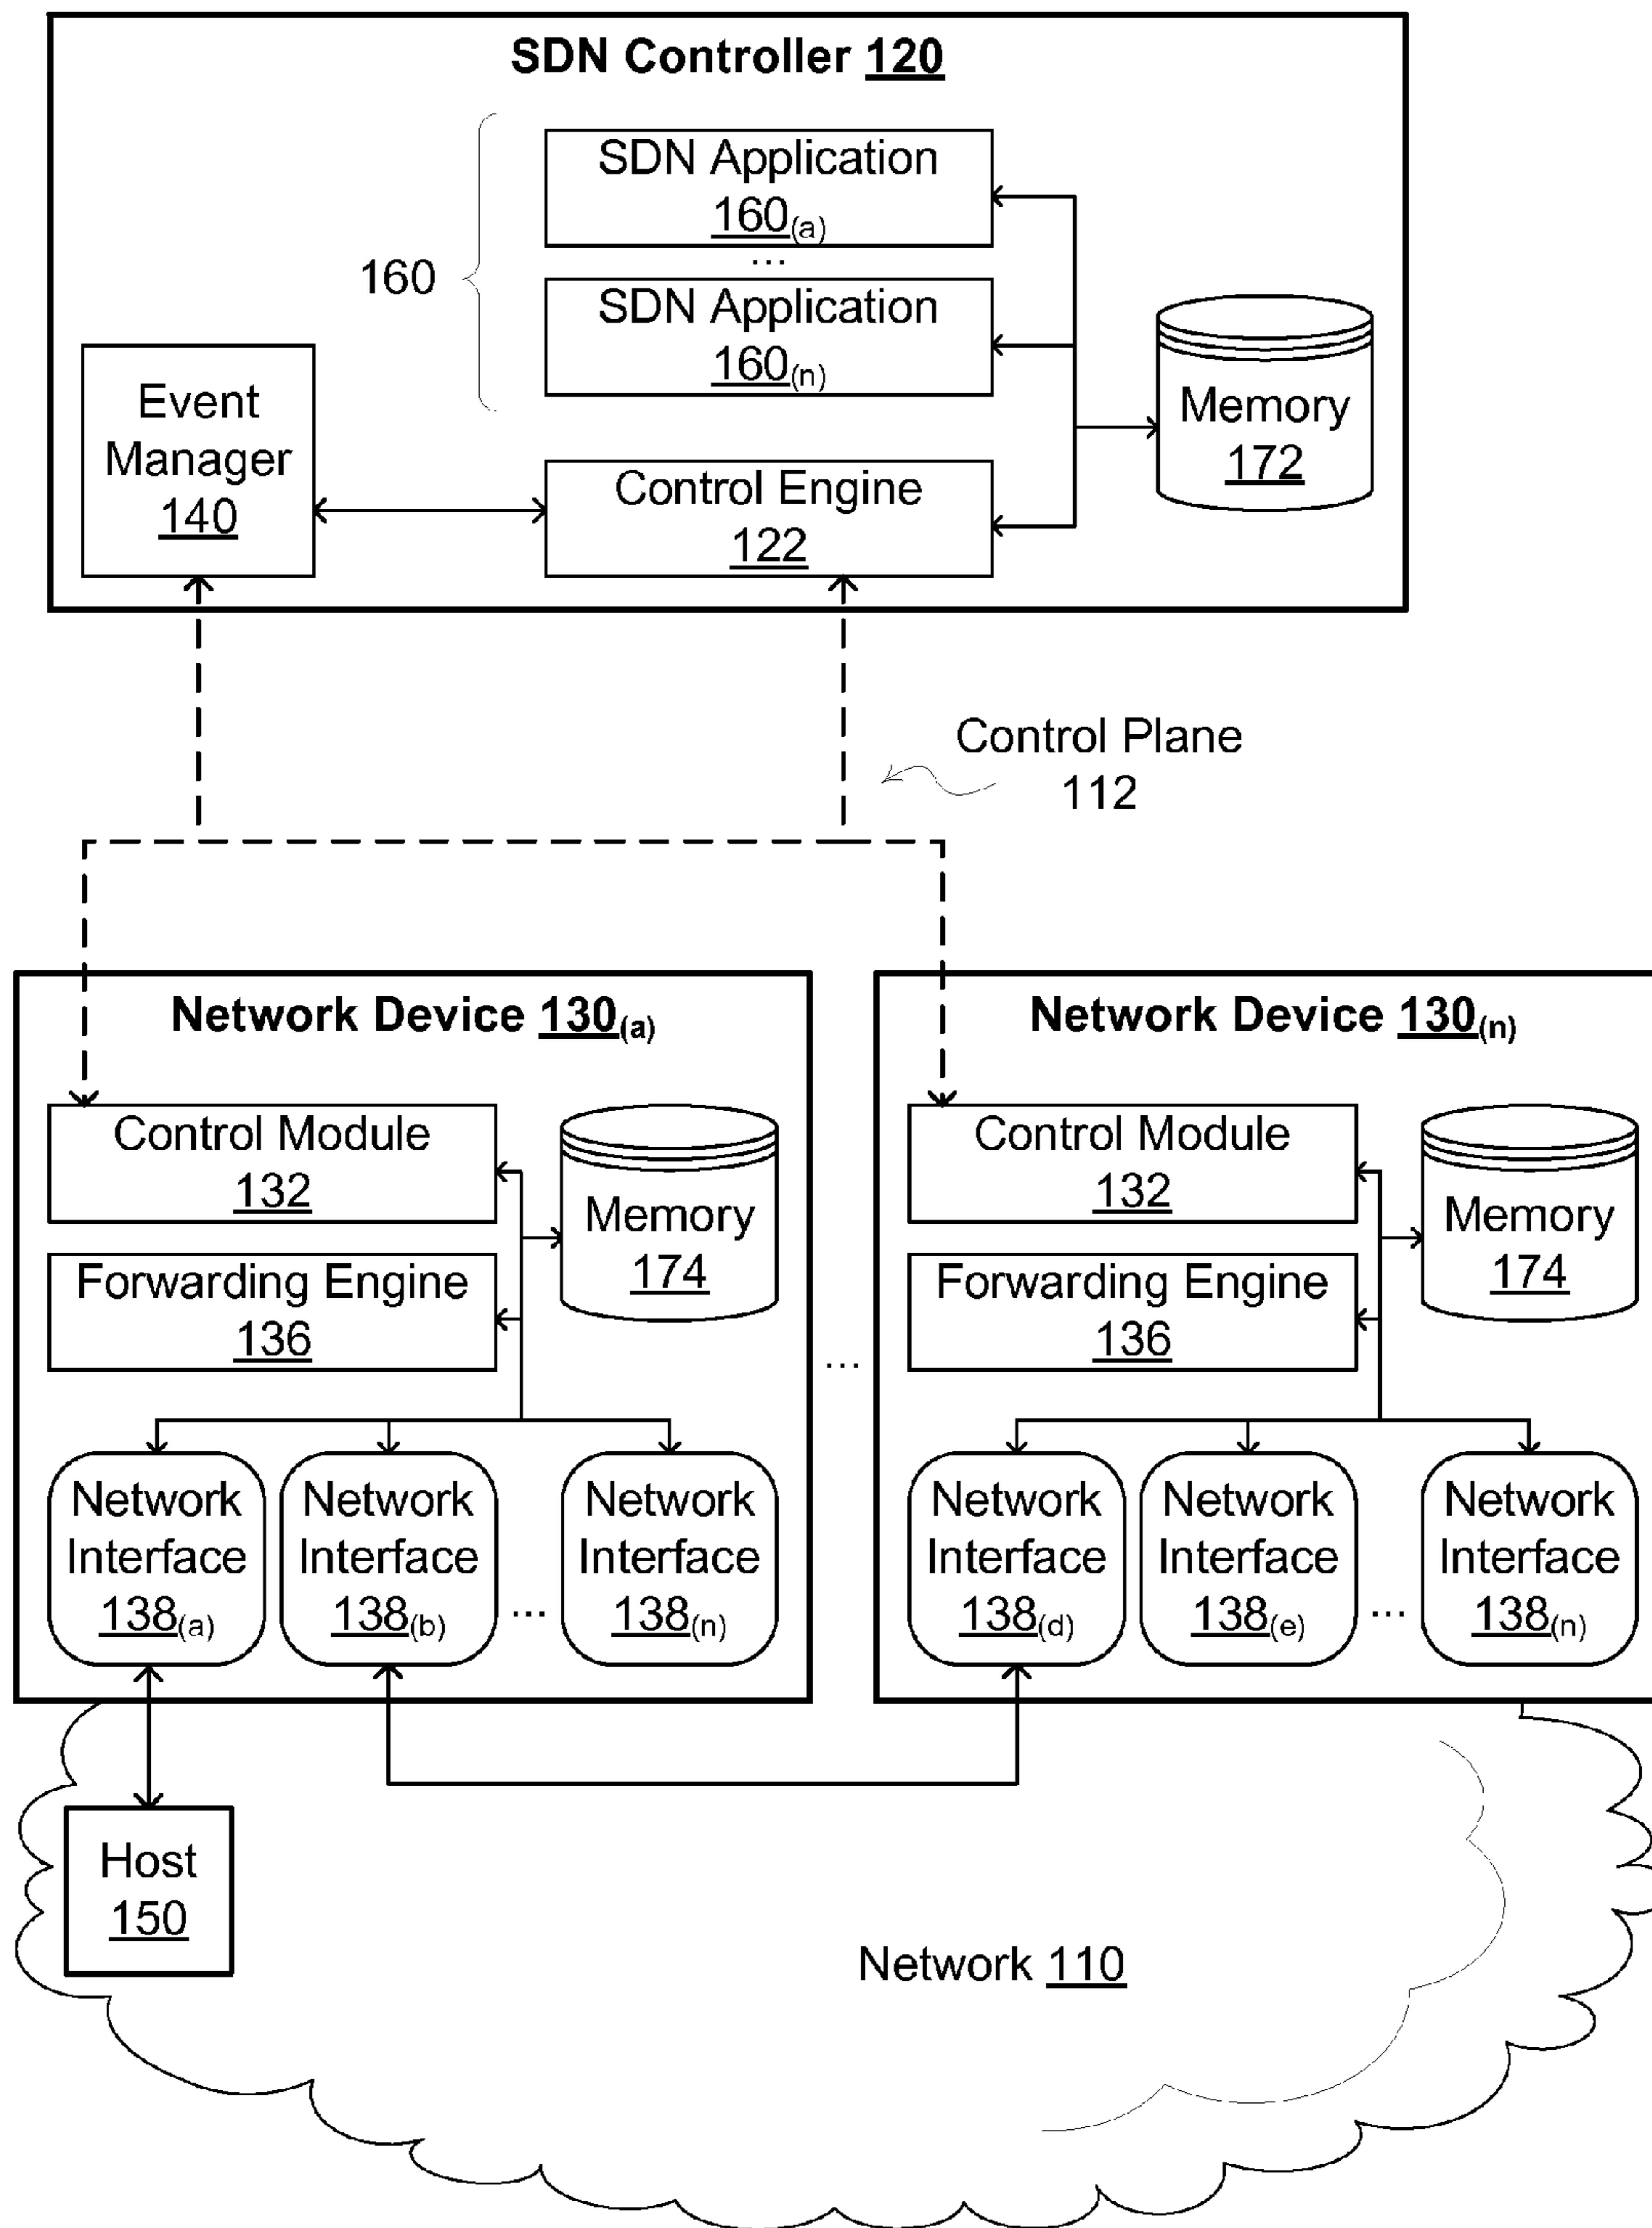 SDN Controller 120
SDN Application
160(a)
...
160
SDN Application
160(n)
Event
Manager
140
Control Engine
122
Memory
172
Control Plane
112
Network Device 130(a)
Control Module
132
Memory
174
Forwarding Engine
136
Network
Interface
138(a)
Network
Interface
138(b)
...
Network
Interface
138(n)
...
Network Device 130(n)
Control Module
132
Memory
174
Forwarding Engine
136
Network
Interface
138(d)
Network
Interface
138(e)
...
Network
Interface
138(n)
Host
150
Network 110